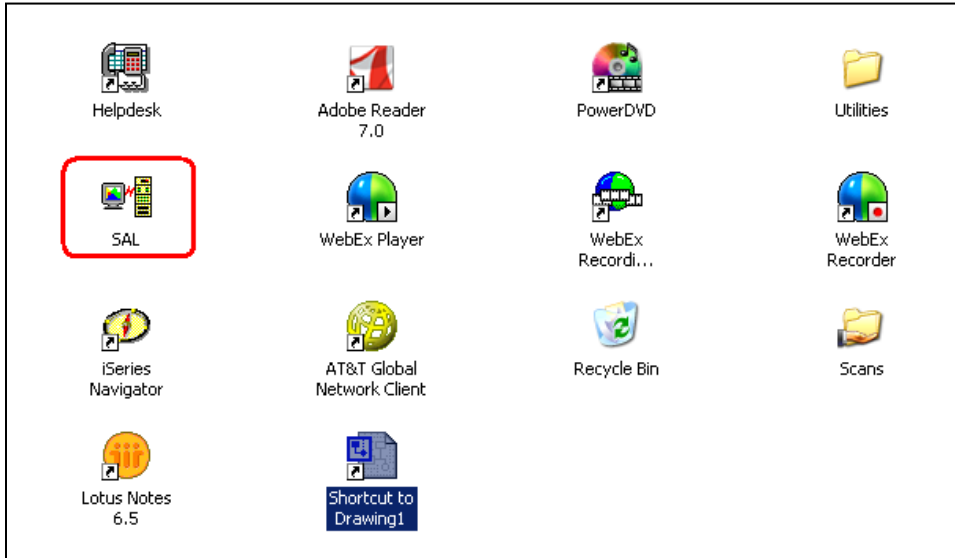 Helpdesk
Adobe Reader
7.0
PowerDVD
Utilities
SAL
WebEx Player
WebEx
Recordi...
WebEx
Recorder
iSeries
Navigator
AT&T Global
Network Client
Recycle Bin
Scans
Lotus Notes
6.5
Shortcut to
Drawing1